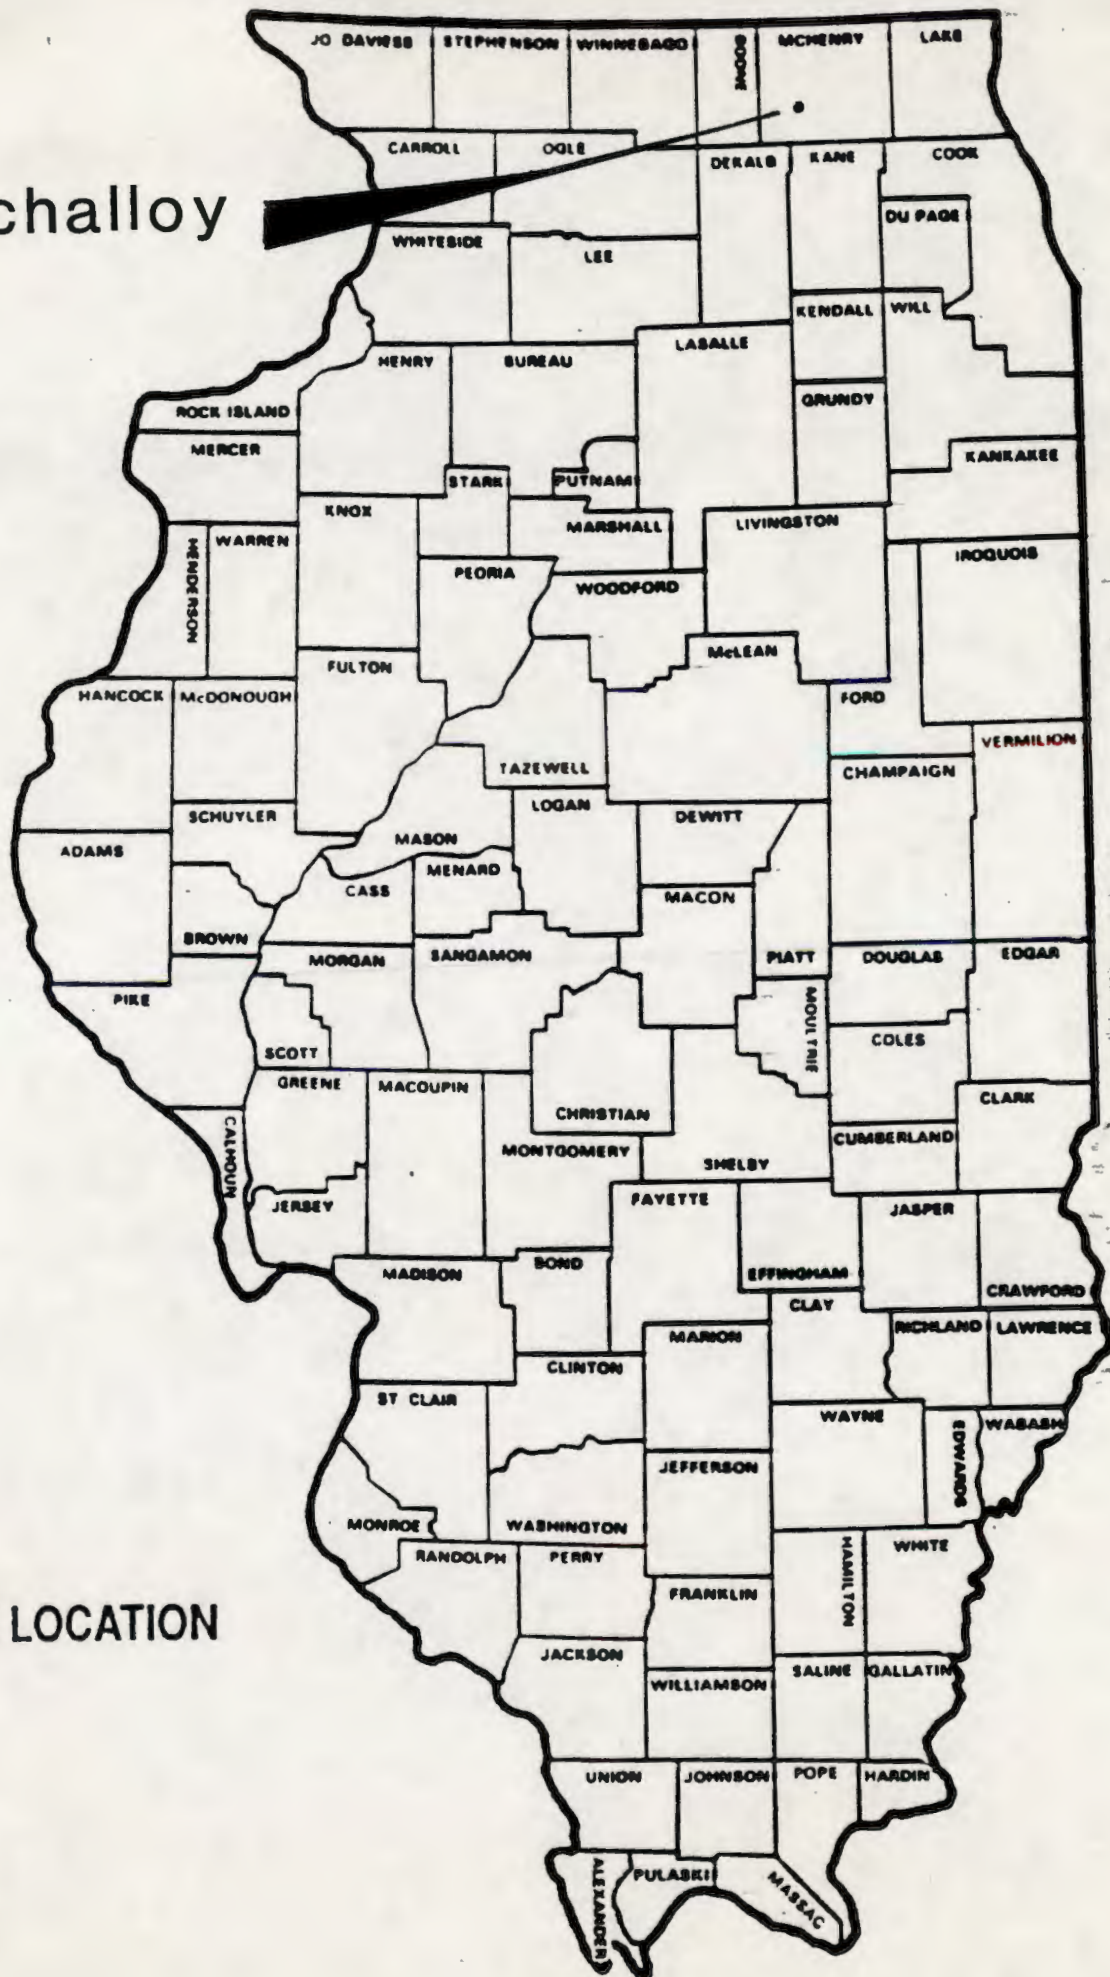 JO DAVIESS STEPHENSON WINNEBAGO BOONE MCHENRY LAKE
CARROLL OGLE DEKALB KANE COOK
challoy
DU PAGE
WHITESIDE LEE
KENDALL WILL
HENRY BUREAU LASALLE
ROCK ISLAND GRUNDY
MERCER KANKAKEE
STARK PUTNAM
KNOX MARSHALL LIVINGSTON
HENDERSON WARREN PEORIA WOODFORD IROQUOIS
FULTON McLEAN
HANCOCK McDONOUGH FORD
VERMILION
TAZEWELL CHAMPAIGN
SCHUYLER LOGAN DEWITT
ADAMS MASON
CASS MENARD MACON
BROWN
MORGAN SANGAMON PIATT DOUGLAS EDGAR
PIKE MOULTRIE
SCOTT COLES
GREENE MACOUPIN CLARK
CHRISTIAN
CALHOUN MONTGOMERY CUMBERLAND
SHELBY
JERSEY FAYETTE JASPER
MADISON BOND EFFINGHAM
CLAY CRAWFORD
MARION RICHLAND LAWRENCE
CLINTON
ST CLAIR WAYNE EDWARDS WABASH
JEFFERSON
MONROE WASHINGTON
RANDOLPH PERRY HAMILTON WHITE
FRANKLIN
LOCATION
JACKSON
WILLIAMSON SALINE GALLATIN
UNION JOHNSON POPE HARDIN
ALEXANDER PULASKI MASSAC